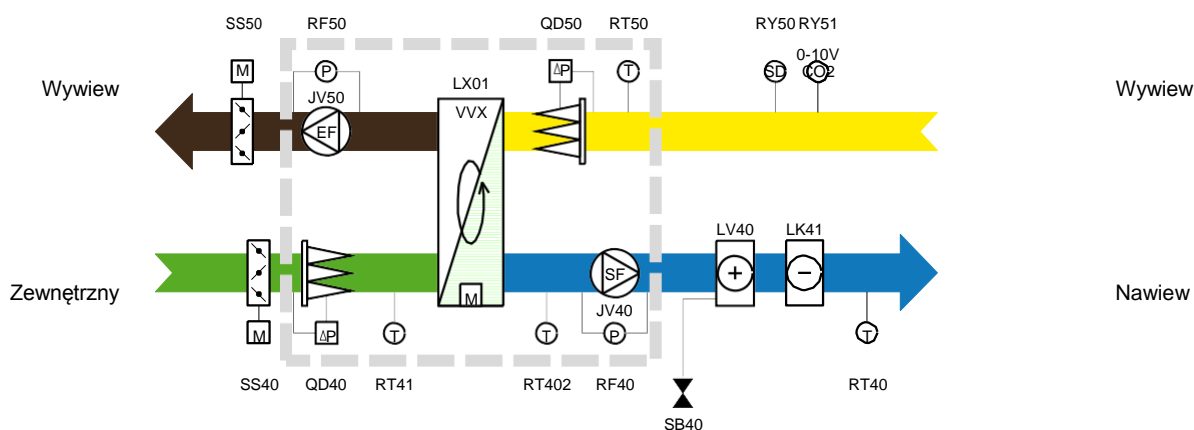 SS50 RF50 QD50 RT50 RY50 RY51
0-10V
M P ΔP T SD CO2
Wywiew LX01 Wywiew
JV50 VVX
EF
LV40 LK41
SF
+ −
Zewnętrzny M Nawiew
JV40
M ΔP T T P T
SS40 QD40 RT41 RT402 RF40 RT40
SB40